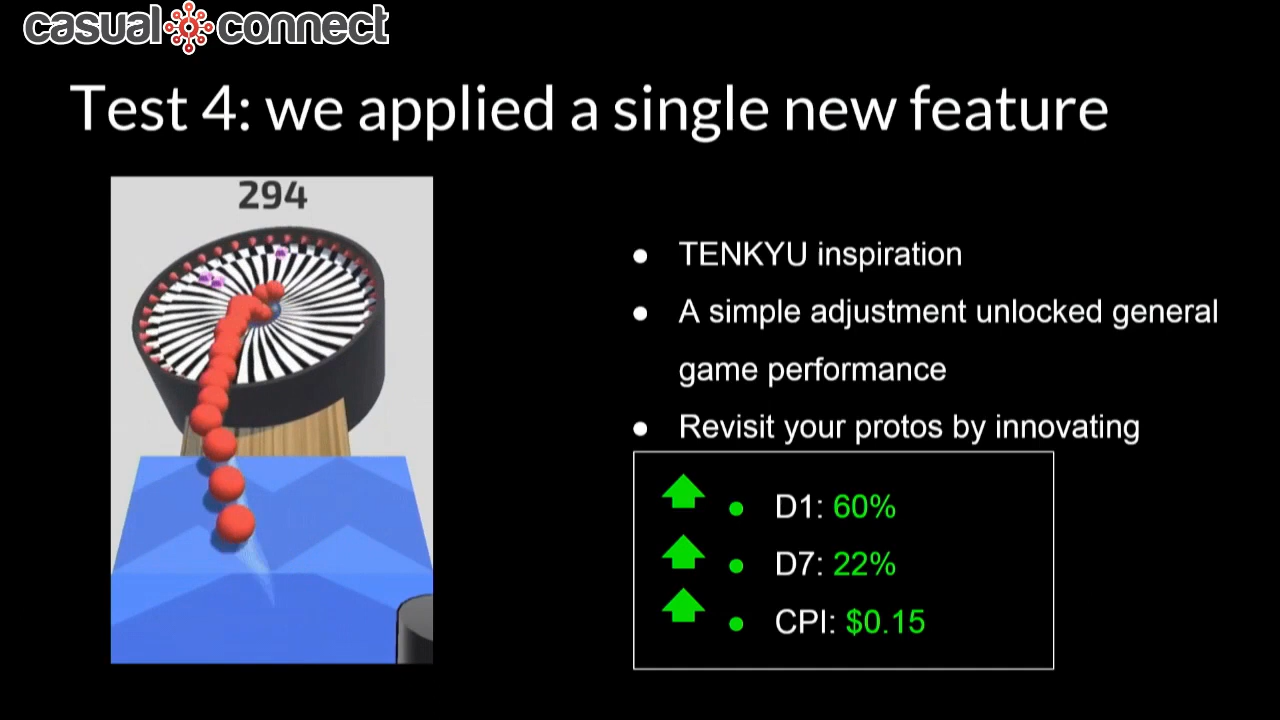 casual connect
Test 4: we applied a single new feature
294
● TENKYU inspiration
● A simple adjustment unlocked general
game performance
● Revisit your protos by innovating
● D1: 60%
● D7: 22%
● CPI: $0.15